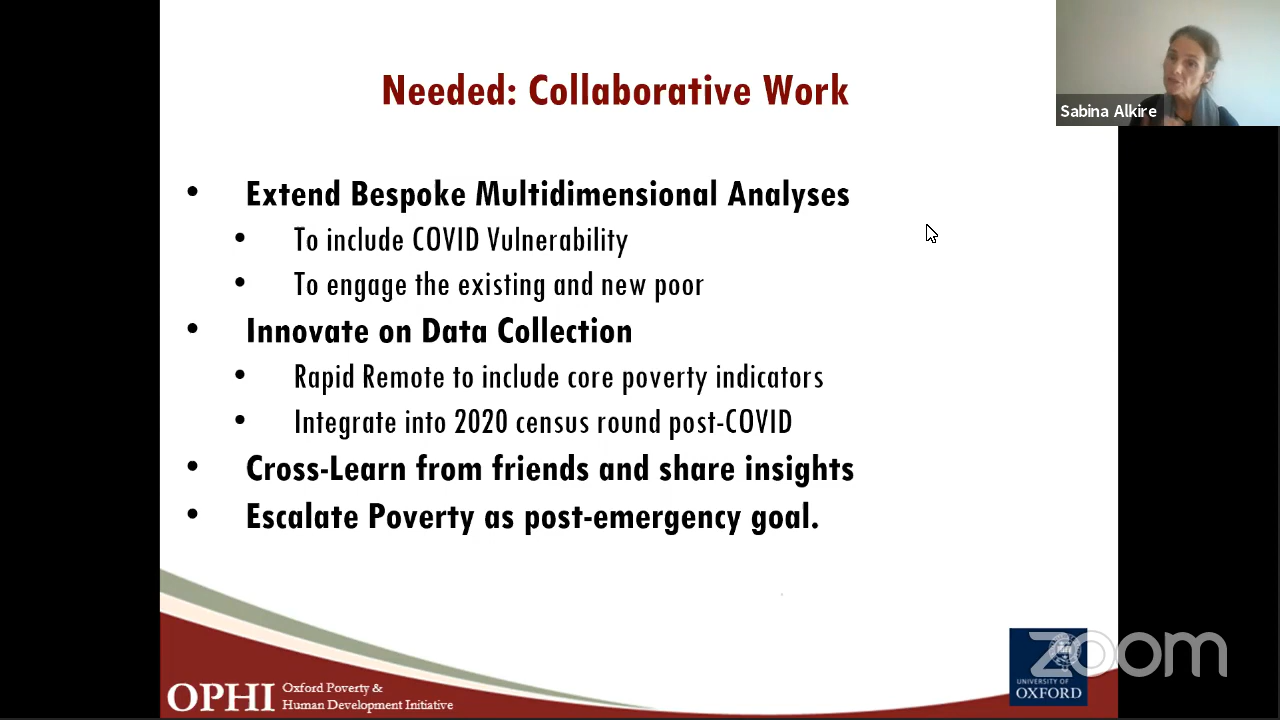 Needed: Collaborative Work
Sabina Alkire
• Extend Bespoke Multidimensional Analyses
• To include COVID Vulnerability
• To engage the existing and new poor
• Innovate on Data Collection
• Rapid Remote to include core poverty indicators
• Integrate into 2020 census round post-COVID
• Cross-Learn from friends and share insights
• Escalate Poverty as post-emergency goal.
OPHI
Oxford Poverty &
Human Development Initiative
UNIVERSITY OF
OXFORD
zoom